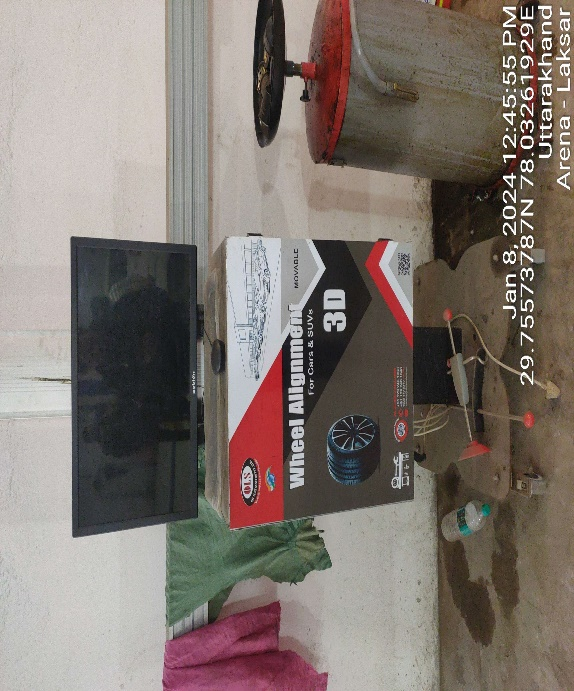 Jan 8, 2024 12:45:55 PM
29.75573787N 78.03261929E
Uttarakhand
Arena - Laksar
MOVABLE
Wheel Alignment
For Cars & SUVs
3D
OLS